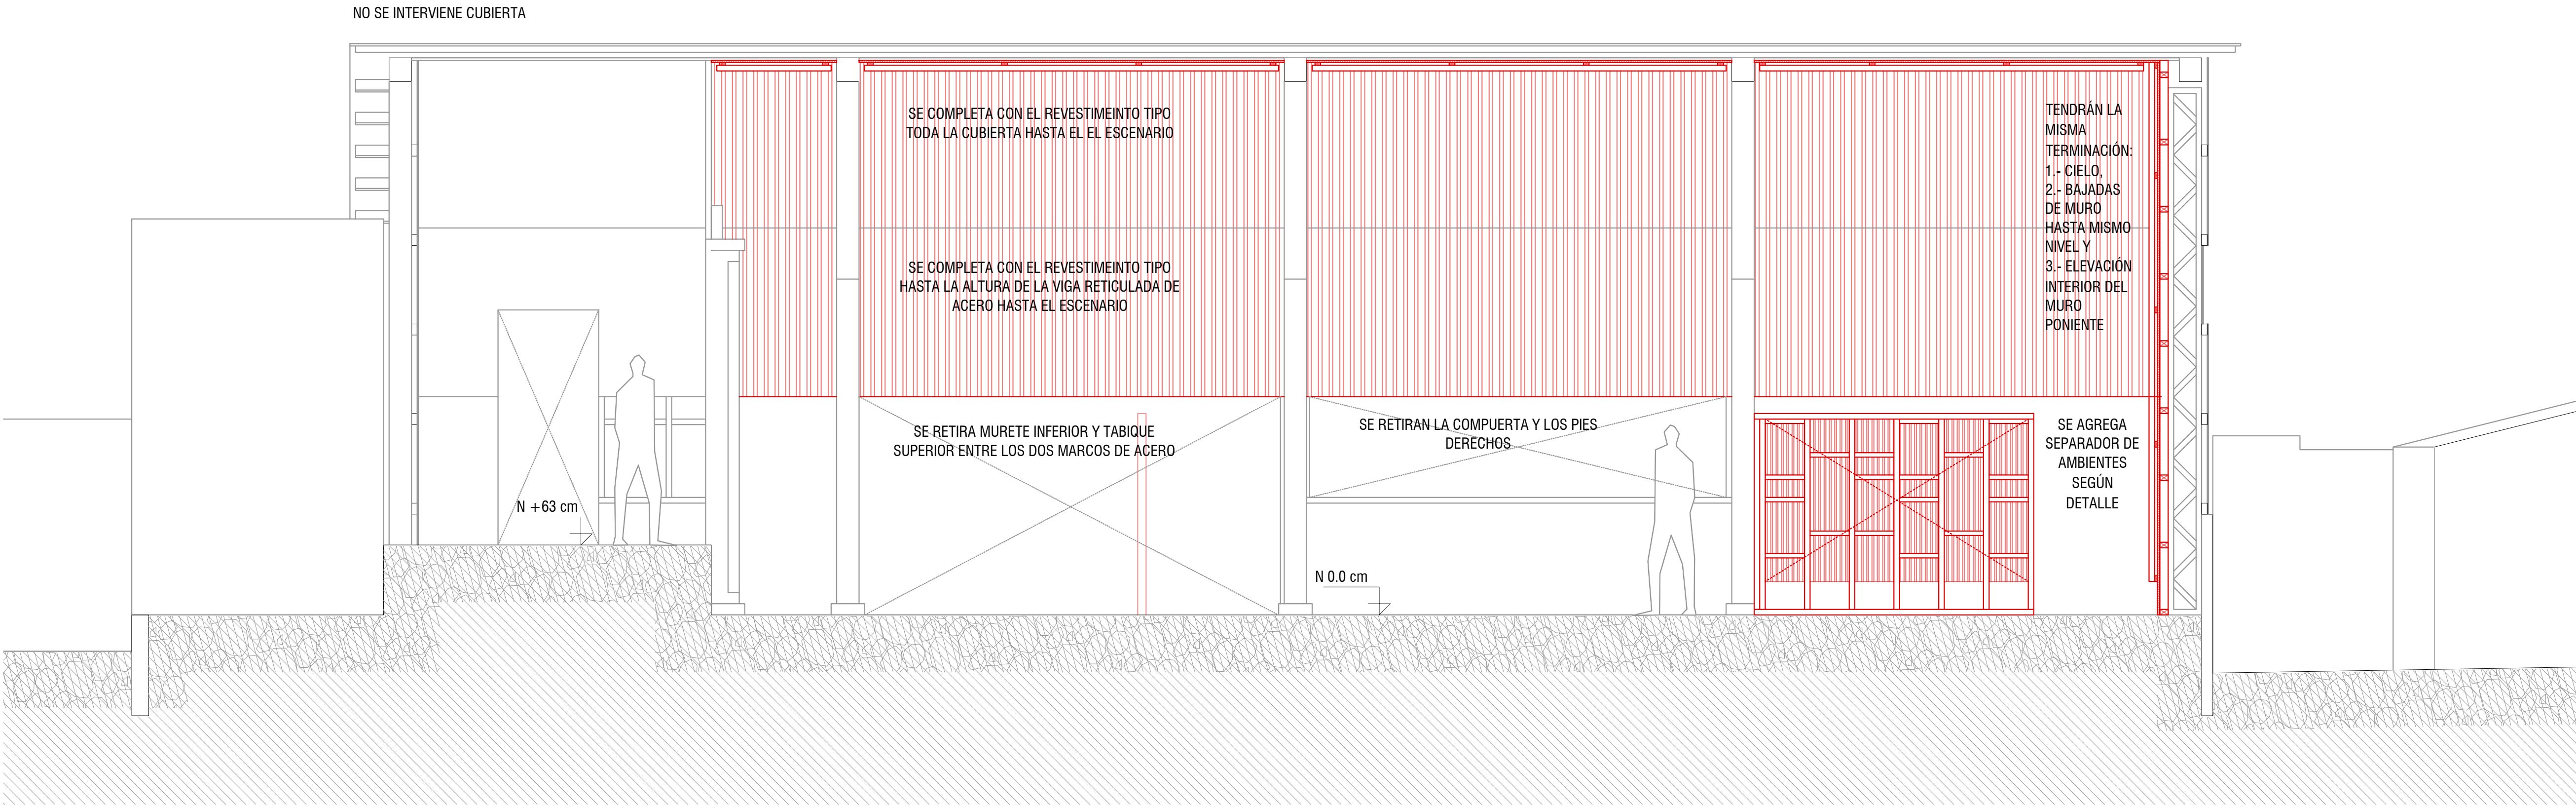 NO SE INTERVIENE CUBIERTA
SE COMPLETA CON EL REVESTIMEINTO TIPO
TODA LA CUBIERTA HASTA EL EL ESCENARIO
SE COMPLETA CON EL REVESTIMEINTO TIPO
HASTA LA ALTURA DE LA VIGA RETICULADA DE
ACERO HASTA EL ESCENARIO
TENDRÁN LA
MISMA
TERMINACIÓN:
1.- CIELO,
2.- BAJADAS
DE MURO
HASTA MISMO
NIVEL Y
3.- ELEVACIÓN
INTERIOR DEL
MURO
PONIENTE
SE RETIRA MURETE INFERIOR Y TABIQUE
SUPERIOR ENTRE LOS DOS MARCOS DE ACERO
SE RETIRAN LA COMPUERTA Y LOS PIES
DERECHOS
SE AGREGA
SEPARADOR DE
AMBIENTES
SEGÚN
DETALLE
N +63 cm
N 0.0 cm